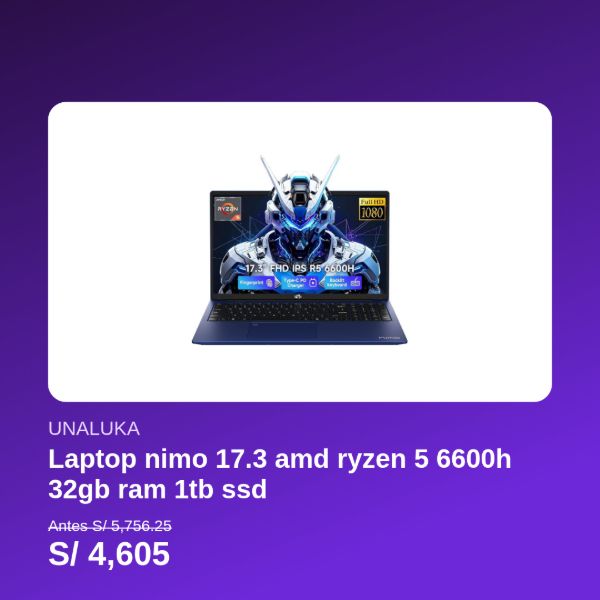 AMD
RYZEN
Full HD
1080
17.3" FHD IPS R5 6600H
Fingerprint
Type-C PD
Charger
Backlit
Keyboard
UNALUKA
Laptop nimo 17.3 amd ryzen 5 6600h
32gb ram 1tb ssd
Antes S/ 5,756.25
S/ 4,605